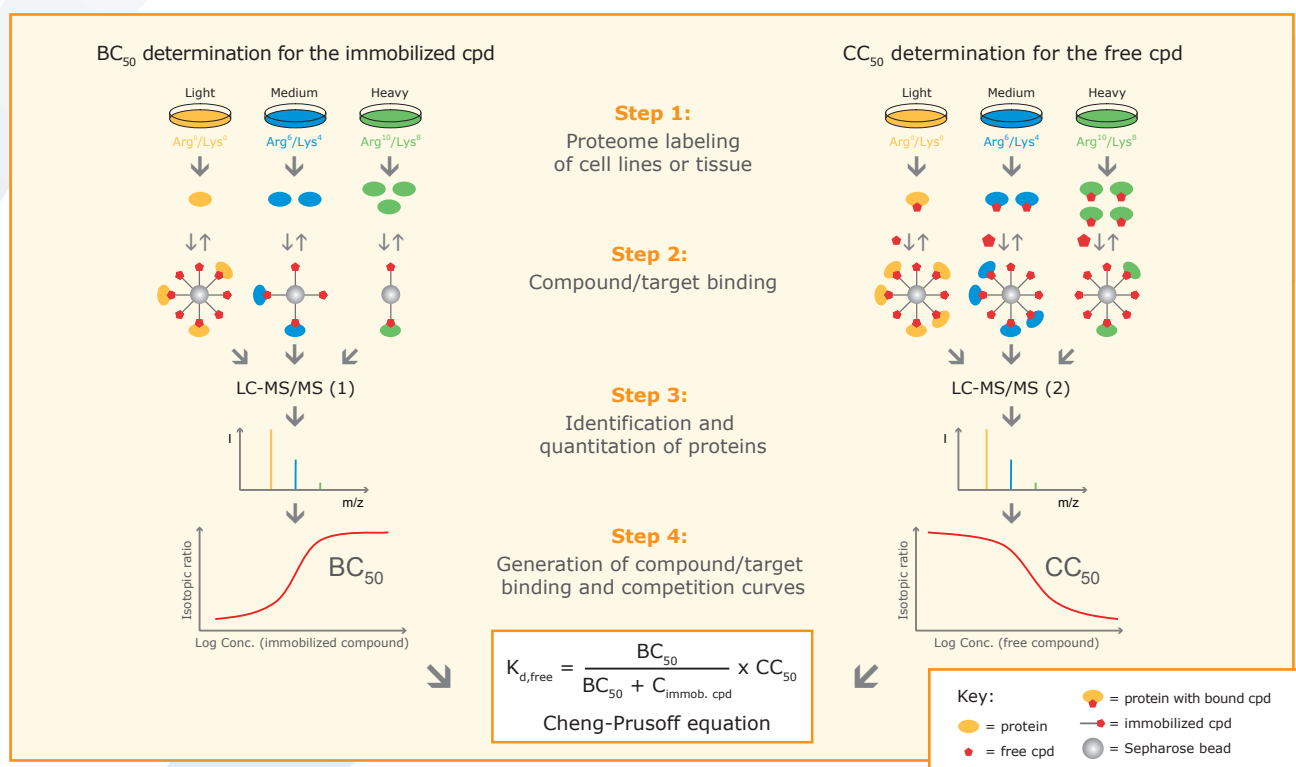 BC₅₀ determination for the immobilized cpd
Light
Medium
Heavy
Arg⁰/Lys⁰
Arg⁶/Lys⁴
Arg¹⁰/Lys⁸
LC-MS/MS (1)
I
m/z
Isotopic ratio
BC₅₀
Log Conc. (immobilized compound)
Step 1:
Proteome labeling
of cell lines or tissue
Step 2:
Compound/target binding
Step 3:
Identification and
quantitation of proteins
Step 4:
Generation of compound/target
binding and competition curves
CC₅₀ determination for the free cpd
Light
Medium
Heavy
Arg⁰/Lys⁰
Arg⁶/Lys⁴
Arg¹⁰/Lys⁸
LC-MS/MS (2)
I
m/z
Isotopic ratio
CC₅₀
Log Conc. (free compound)
BC₅₀
K d,free = x CC₅₀
BC₅₀ + C immob. cpd
Cheng-Prusoff equation
Key:
= protein
= free cpd
= protein with bound cpd
= immobilized cpd
= Sepharose bead